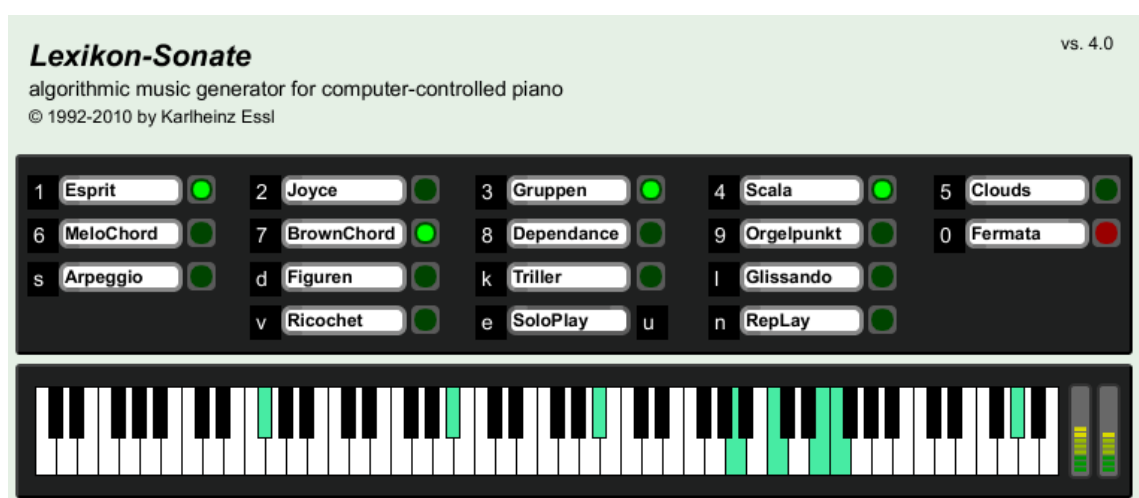 Lexikon-Sonate
vs. 4.0
algorithmic music generator for computer-controlled piano
© 1992-2010 by Karlheinz Essl
1 Esprit 2 Joyce 3 Gruppen 4 Scala 5 Clouds
6 MeloChord 7 BrownChord 8 Dependance 9 Orgelpunkt 0 Fermata
s Arpeggio d Figuren k Triller l Glissando
v Ricochet e SoloPlay u n RepLay